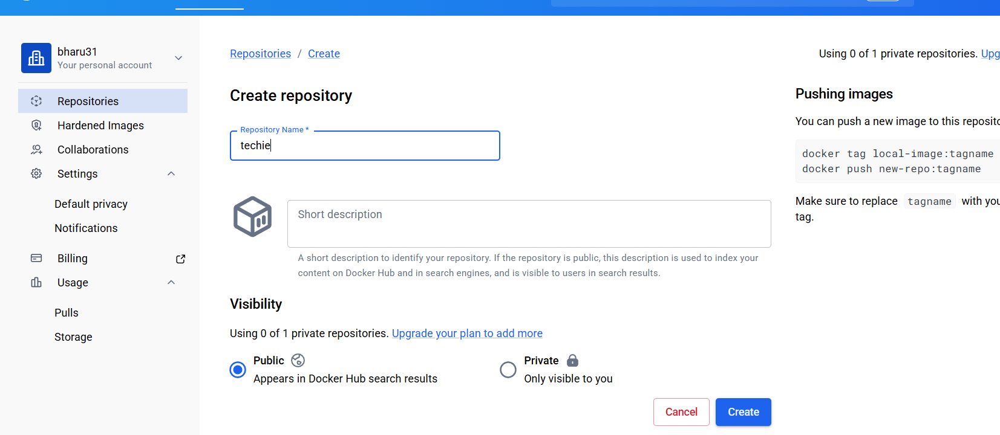 bharu31
Your personal account
Repositories
Hardened Images
Collaborations
Settings
Default privacy
Notifications
Billing
Usage
Pulls
Storage
Repositories / Create
Using 0 of 1 private repositories. Upg
Create repository
Repository Name *
techie
Short description
A short description to identify your repository. If the repository is public, this description is used to index your
content on Docker Hub and in search engines, and is visible to users in search results.
Visibility
Using 0 of 1 private repositories. Upgrade your plan to add more
Public
Appears in Docker Hub search results
Private
Only visible to you
Cancel
Create
Pushing images
You can push a new image to this reposito
docker tag local-image:tagname
docker push new-repo:tagname
Make sure to replace tagname with you
tag.